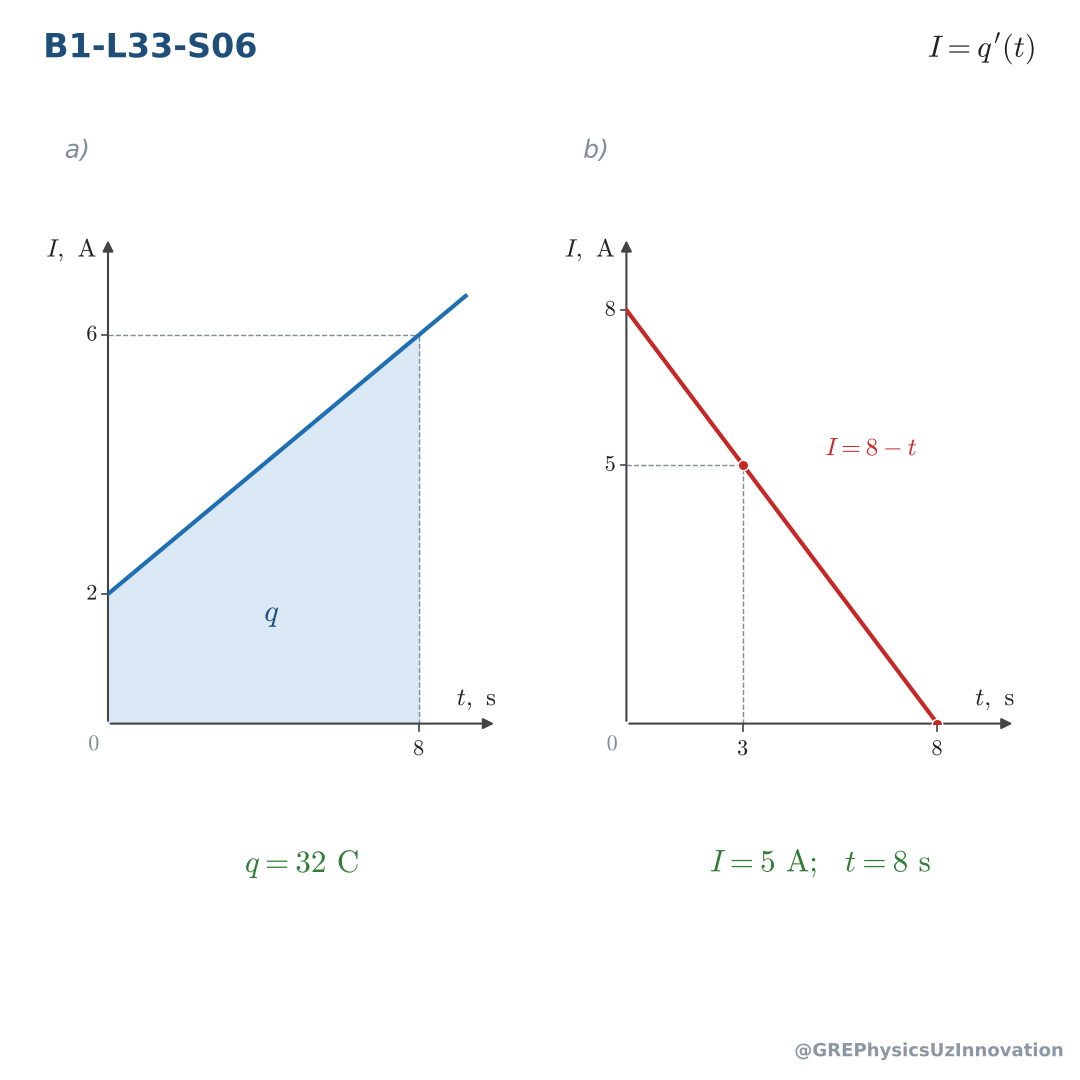 B1-L33-S06
I = q′(t)
a)
b)
I, A
6
2
q
t, s
0
8
I, A
8
5
I = 8 − t
t, s
0
3
8
q = 32 C
I = 5 A; t = 8 s
@GREPhysicsUzInnovation